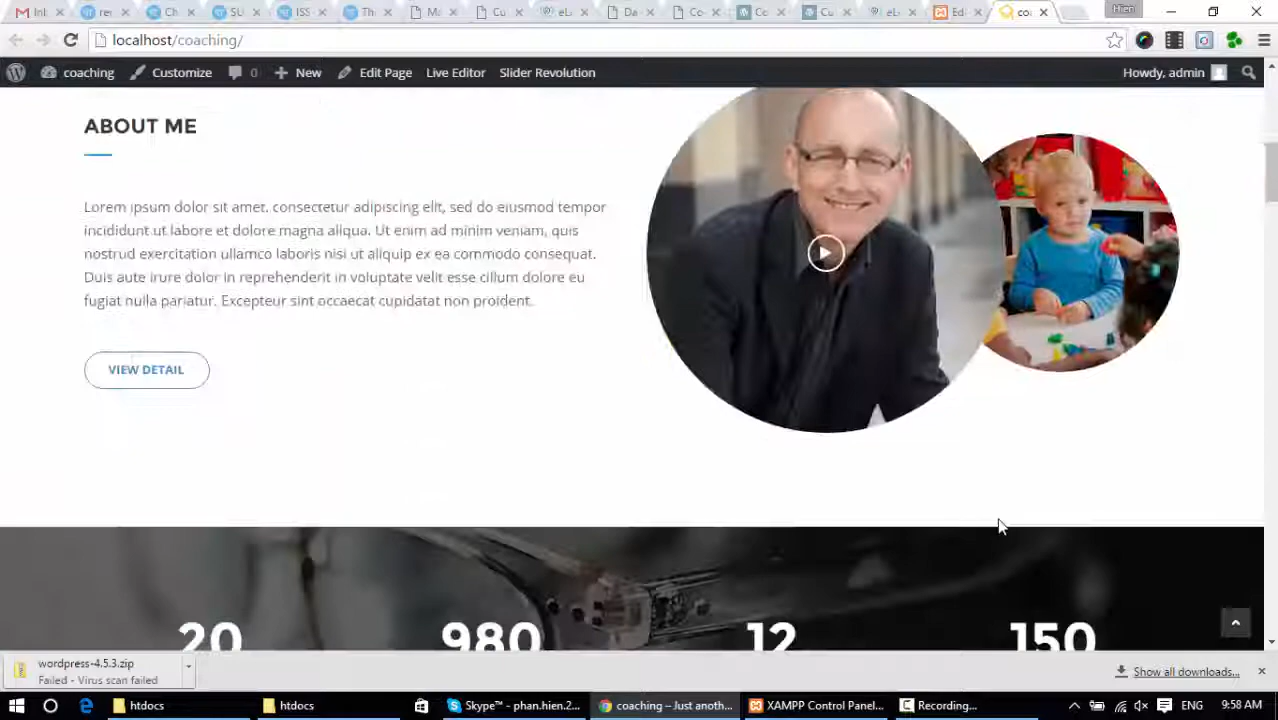 Hien
localhost/coaching/
coaching
Customize
0
New
Edit Page
Live Editor
Slider Revolution
Howdy, admin
ABOUT ME
Lorem ipsum dolor sit amet, consectetur adipiscing elit, sed do eiusmod tempor
incididunt ut labore et dolore magna aliqua. Ut enim ad minim veniam, quis
nostrud exercitation ullamco laboris nisi ut aliquip ex ea commodo consequat.
Duis aute irure dolor in reprehenderit in voluptate velit esse cillum dolore eu
fugiat nulla pariatur. Excepteur sint occaecat cupidatat non proident.
VIEW DETAIL
20 980 12 150
wordpress-4.5.3.zip
Failed - Virus scan failed
Show all downloads...
htdocs
htdocs
Skype™ - phan.hien.2...
coaching – Just anoth...
XAMPP Control Panel...
Recording...
ENG
9:58 AM